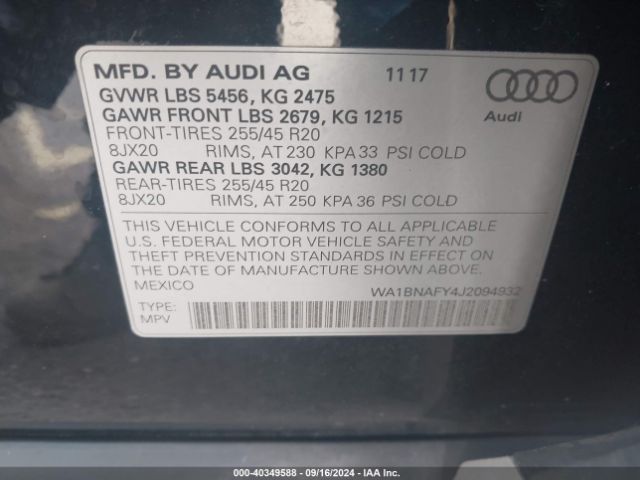 MFD. BY AUDI AG 11 17
GVWR LBS 5456, KG 2475
GAWR FRONT LBS 2679, KG 1215
Audi
FRONT-TIRES 255/45 R20
8JX20 RIMS, AT 230 KPA 33 PSI COLD
GAWR REAR LBS 3042, KG 1380
REAR-TIRES 255/45 R20
8JX20 RIMS, AT 250 KPA 36 PSI COLD
THIS VEHICLE CONFORMS TO ALL APPLICABLE
U.S. FEDERAL MOTOR VEHICLE SAFETY AND
THEFT PREVENTION STANDARDS IN EFFECT ON
THE DATE OF MANUFACTURE SHOWN ABOVE.
MEXICO
WA1BNAFY4J2094932
TYPE:
MPV
000-40349588 - 09/16/2024 - IAAI.COM